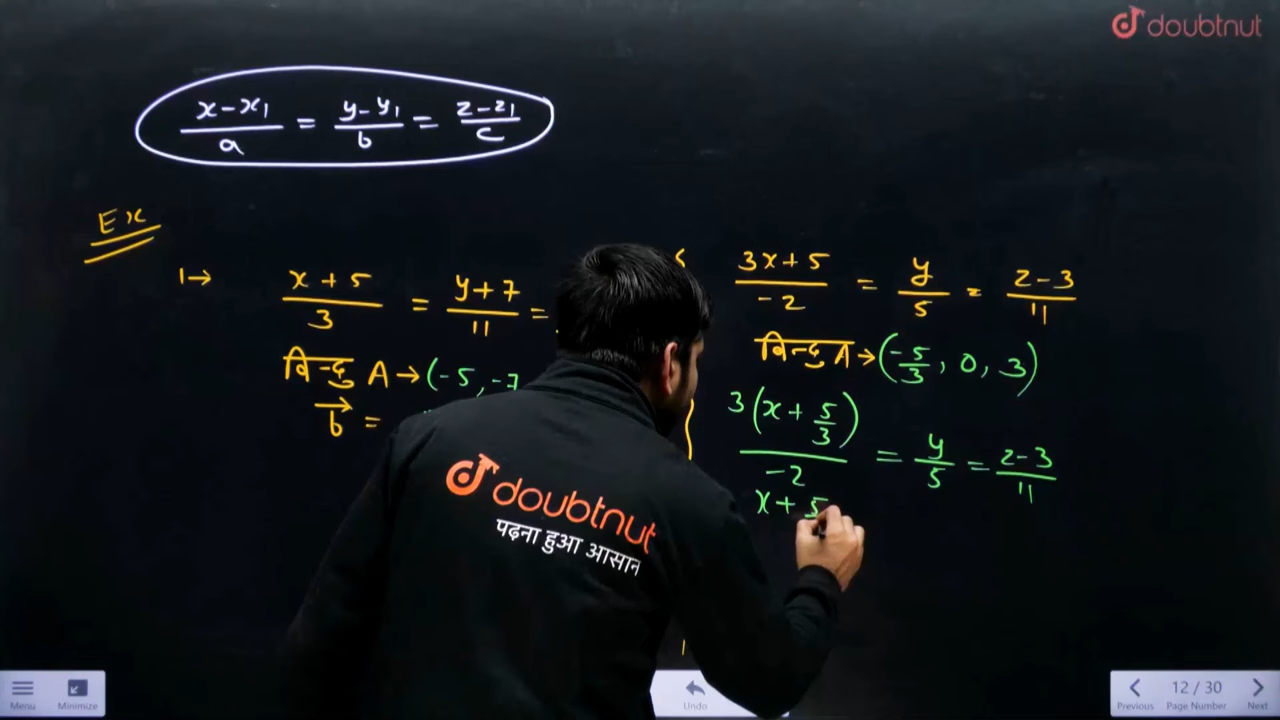 doubtnut
x-x₁/a = y-y₁/b = z-z₁/c
Ex
1→ x+5/3 = y+7/11 =
बिन्दु A→(-5,-7
b⃗ =
3x+5/-2 = y/5 = z-3/11
बिन्दु A→(-5/3, 0, 3)
3(x+5/3)/-2 = y/5 = z-3/11
x+5
doubtnut
पढ़ना हुआ आसान
Menu
Minimize
Undo
Previous
12 / 30
Page Number
Next